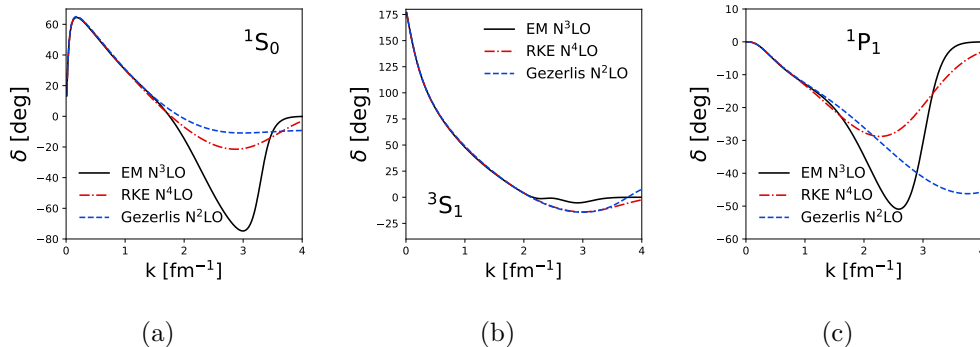 60
40
20
0
−20
−40
−60
−80
δ [deg]
¹S₀
EM N³LO
RKE N⁴LO
Gezerlis N²LO
0 1 2 3 4
k [fm⁻¹]
(a)
175
150
125
100
75
50
25
0
−25
δ [deg]
EM N³LO
RKE N⁴LO
Gezerlis N²LO
³S₁
0 1 2 3 4
k [fm⁻¹]
(b)
0
−10
−20
−30
−40
−50
−60
δ [deg]
¹P₁
EM N³LO
RKE N⁴LO
Gezerlis N²LO
0 1 2 3 4
k [fm⁻¹]
(c)